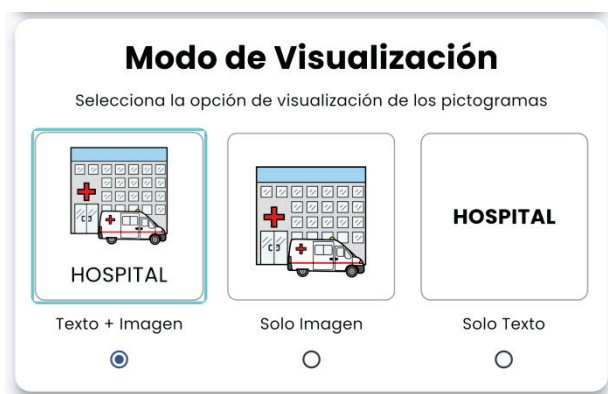 Modo de Visualización
Selecciona la opción de visualización de los pictogramas
HOSPITAL
HOSPITAL
Texto + Imagen
Solo Imagen
Solo Texto